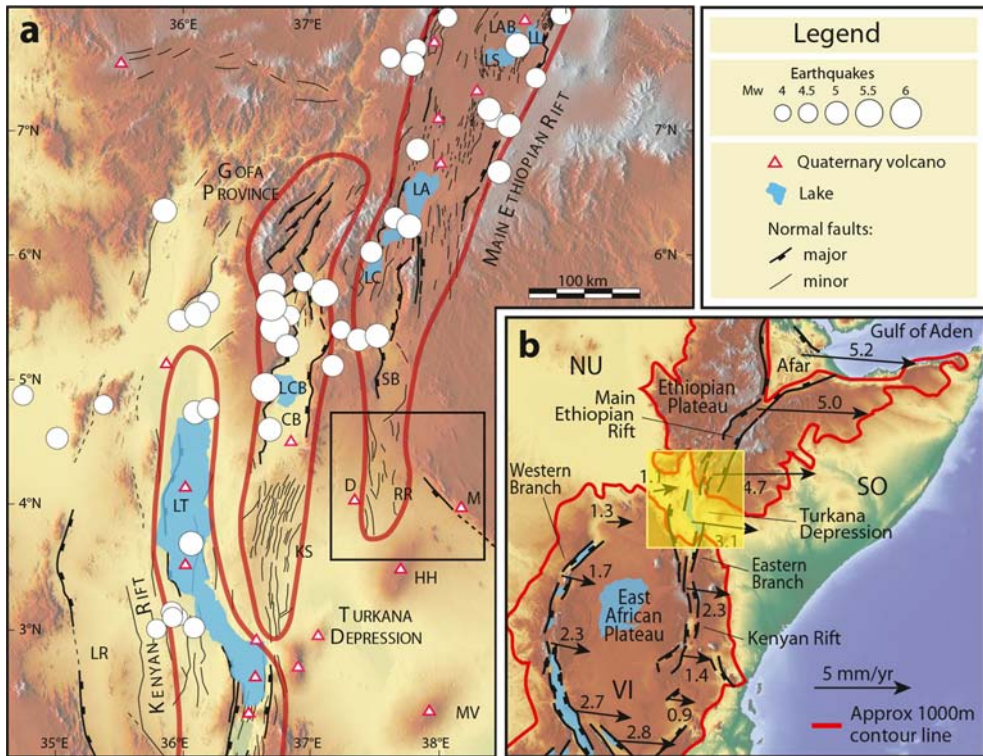 a
36°E
37°E
38°E
LAB
LL
LS
7°N
GOFA
PROVINCE
LA
MAIN ETHIOPIAN RIFT
6°N
LC
100 km
5°N
LCB
CB
SB
4°N
LT
D
RR
M
KS
HH
TURKANA
DEPRESSION
3°N
KENYAN RIFT
LR
MV
35°E
36°E
37°E
38°E
Legend
Earthquakes
Mw 4 4.5 5 5.5 6
Quaternary volcano
Lake
Normal faults:
major
minor
b
NU
Gulf of Aden
Afar
5.2
Ethiopian
Plateau
5.0
Main
Ethiopian
Rift
Western
Branch
1.1
4.7
SO
1.3
3.1
Turkana
Depression
1.7
Eastern
Branch
East
African
Plateau
2.3
2.3
Kenyan Rift
1.4
VI
2.7
0.9
2.8
5 mm/yr
Approx 1000m
contour line